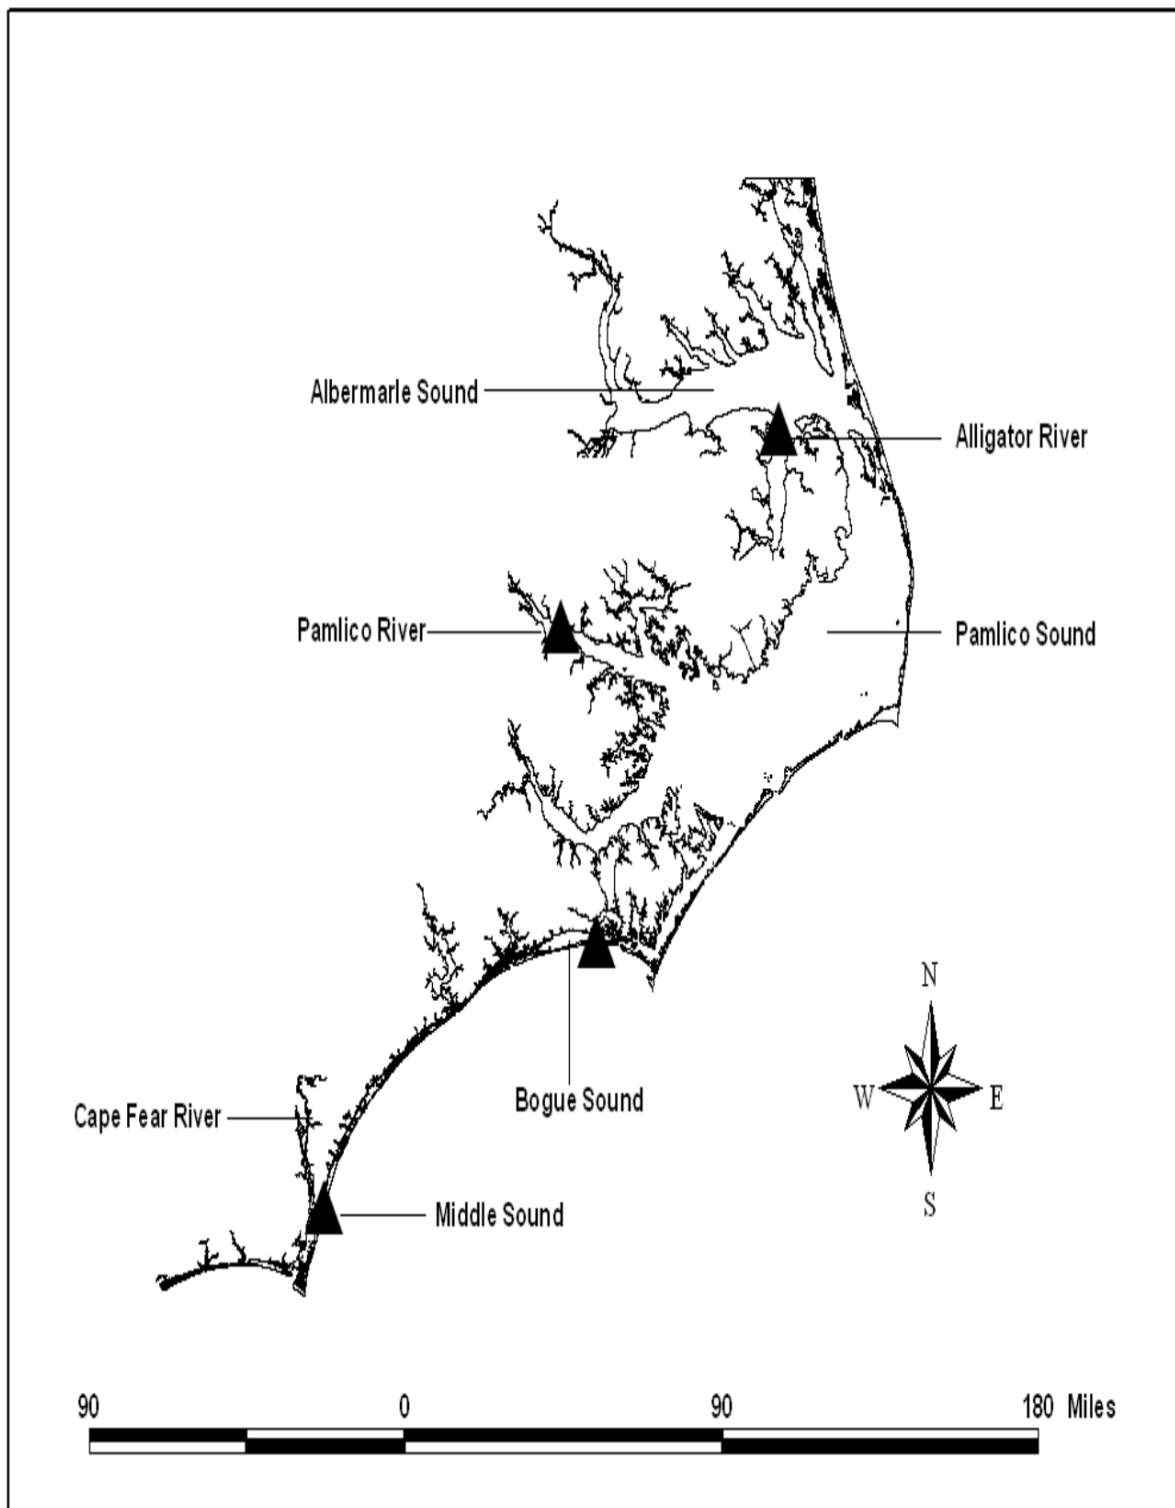 Albermarle Sound
Alligator River
Pamlico River
Pamlico Sound
N
W
E
S
Bogue Sound
Cape Fear River
Middle Sound
90 0 90 180 Miles